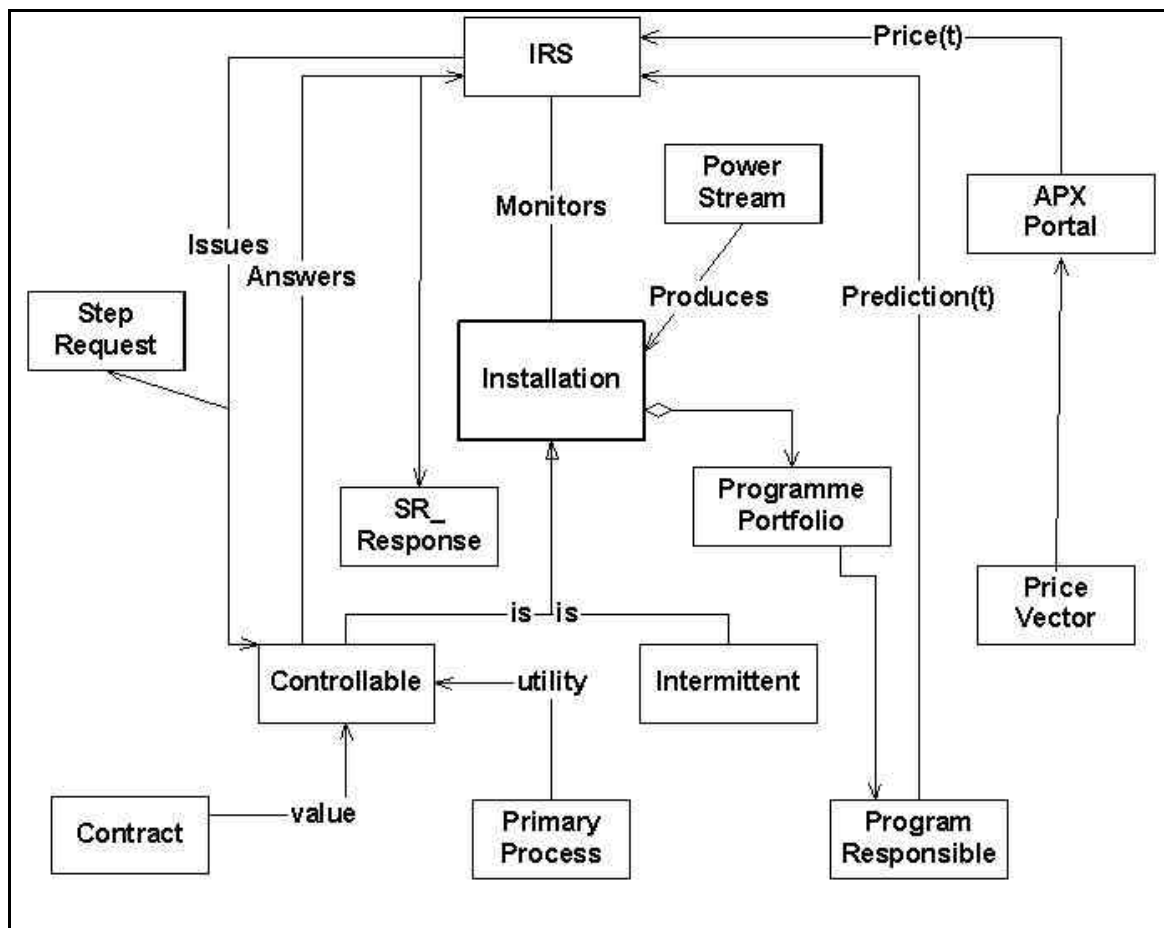 IRS
Price(t)
Power
Stream
APX
Portal
Monitors
Issues
Answers
Produces
Prediction(t)
Step
Request
Installation
Programme
Portfolio
SR_
Response
Price
Vector
is is
Controllable
utility
Intermittent
value
Contract
Primary
Process
Program
Responsible